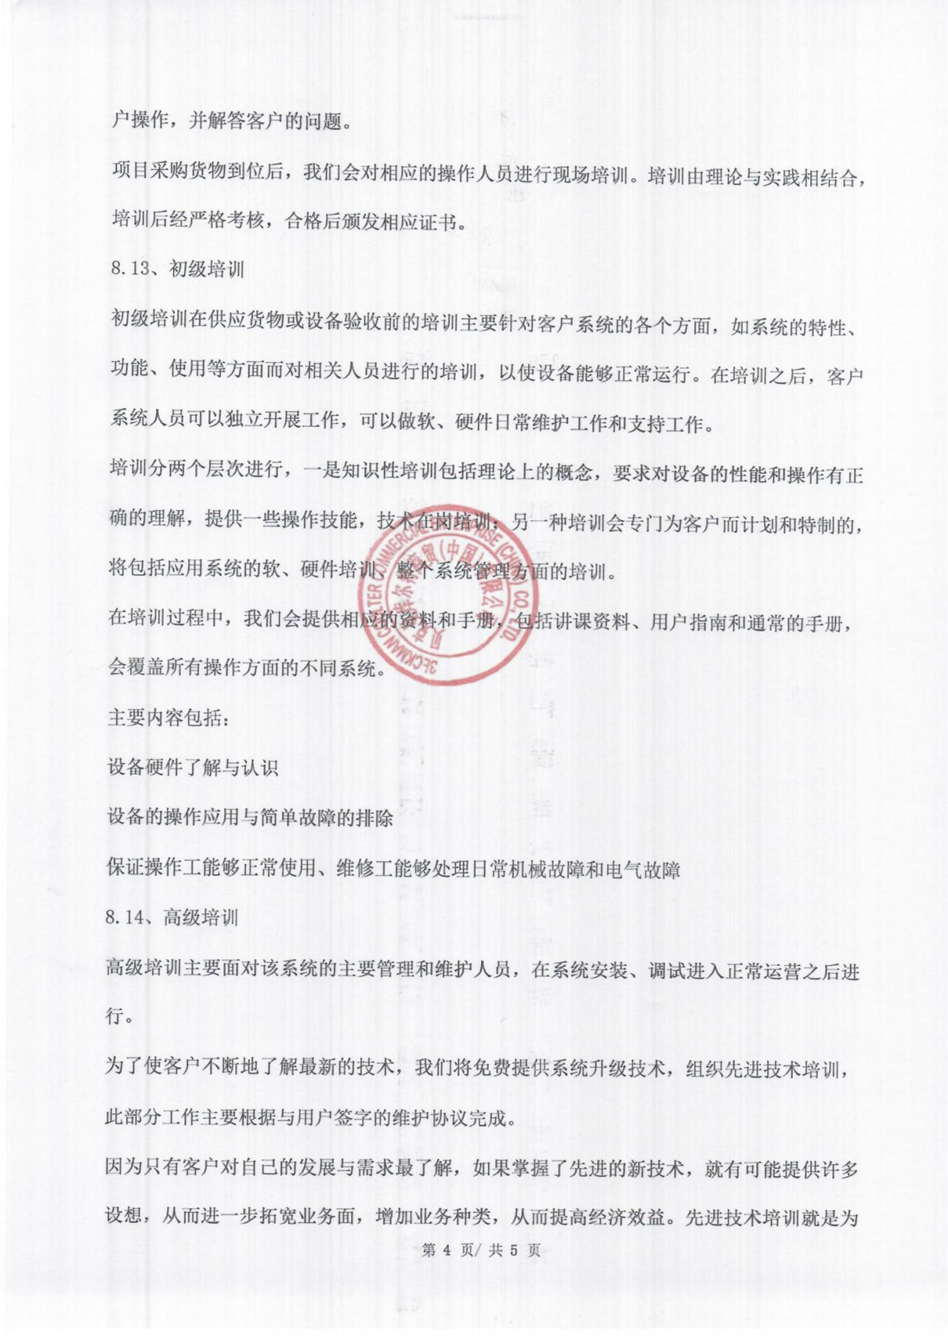 户操作，并解答客户的问题。
项目采购货物到位后，我们会对相应的操作人员进行现场培训。培训由理论与实践相结合，
培训后经严格考核，合格后颁发相应证书。
8.13、初级培训
初级培训在供应货物或设备验收前的培训主要针对客户系统的各个方面，如系统的特性、
功能、使用等方面而对相关人员进行的培训，以使设备能够正常运行。在培训之后，客户
系统人员可以独立开展工作，可以做软、硬件日常维护工作和支持工作。
培训分两个层次进行，一是知识性培训包括理论上的概念，要求对设备的性能和操作有正
确的理解，提供一些操作技能，技术在岗培训；另一种培训会专门为客户而计划和特制的，
将包括应用系统的软、硬件培训、整个系统管理方面的培训。
在培训过程中，我们会提供相应的资料和手册，包括讲课资料、用户指南和通常的手册，
会覆盖所有操作方面的不同系统。
主要内容包括：
设备硬件了解与认识
设备的操作应用与简单故障的排除
保证操作工能够正常使用、维修工能够处理日常机械故障和电气故障
8.14、高级培训
高级培训主要面对该系统的主要管理和维护人员，在系统安装、调试进入正常运营之后进
行。
为了使客户不断地了解最新的技术，我们将免费提供系统升级技术，组织先进技术培训，
此部分工作主要根据与用户签字的维护协议完成。
因为只有客户对自己的发展与需求最了解，如果掌握了先进的新技术，就有可能提供许多
设想，从而进一步拓宽业务面，增加业务种类，从而提高经济效益。先进技术培训就是为
第 4 页/ 共 5 页
BECKMAN COULTER COMMERCIAL ENTERPRISE (CHINA) CO., LTD.
贝克曼库尔特商贸(中国)有限公司